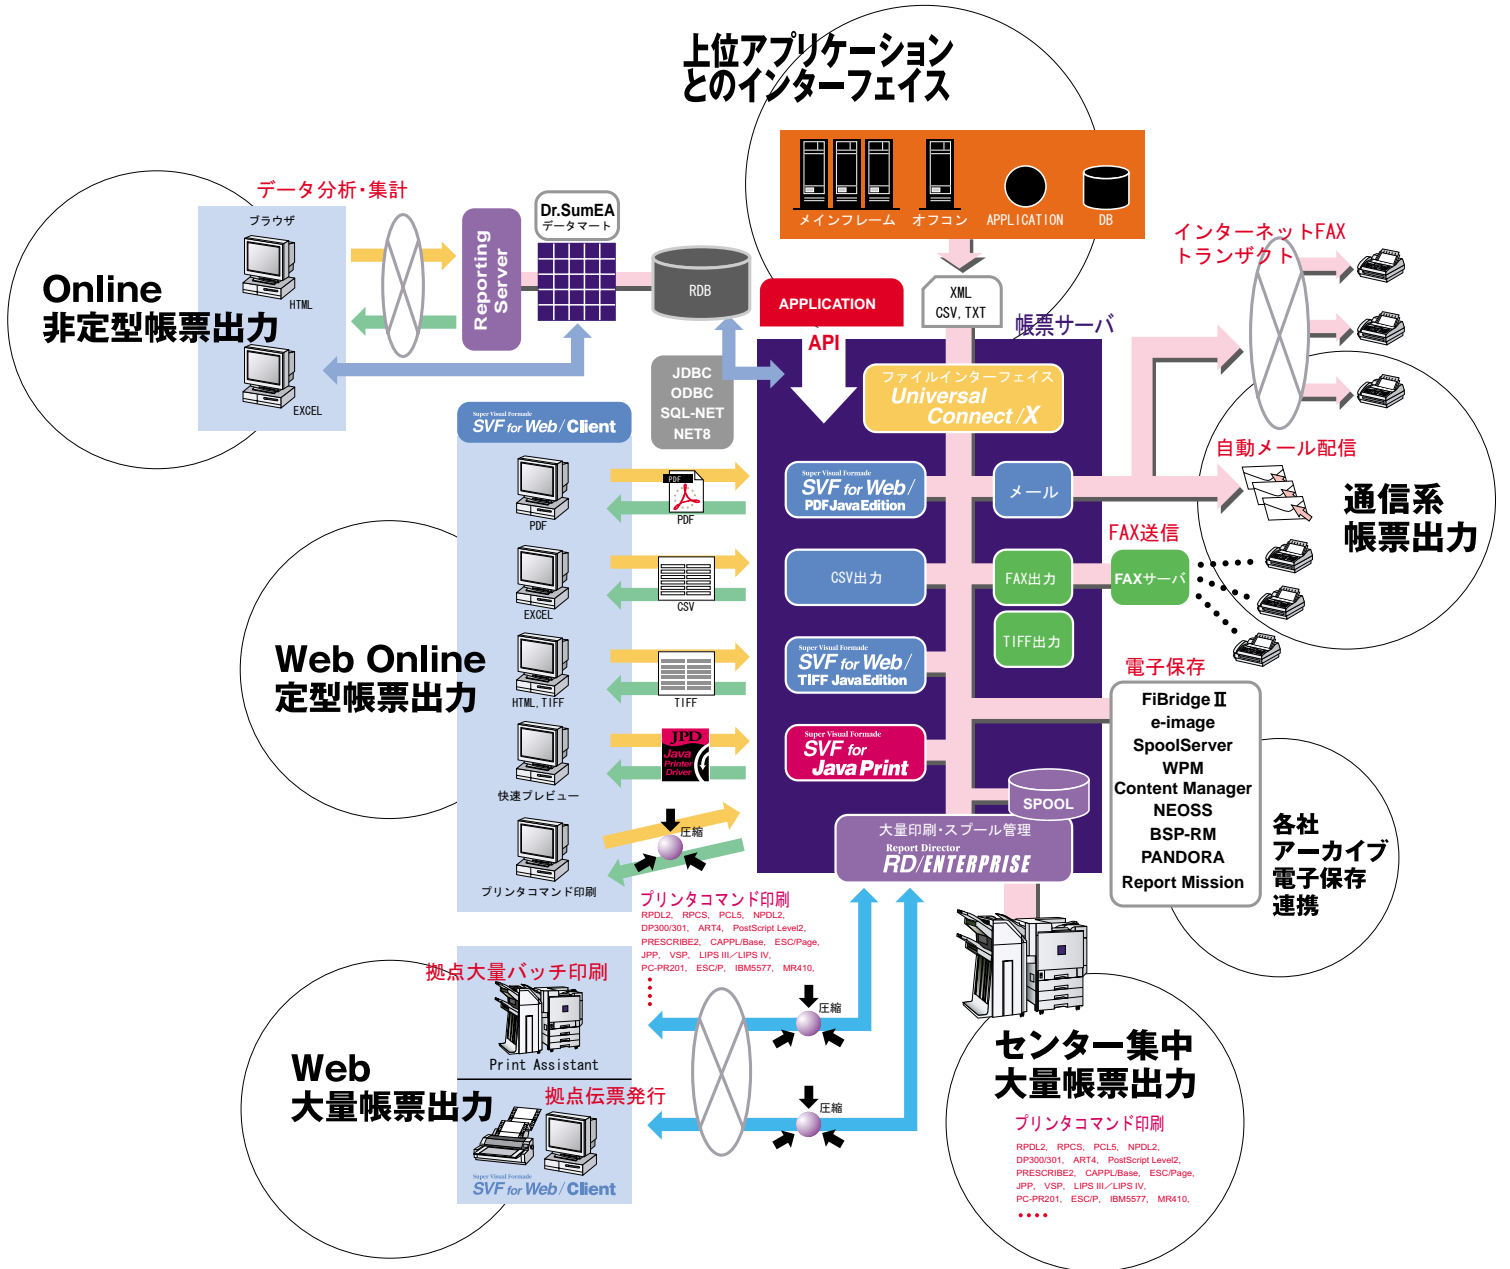 上位アプリケーション
とのインターフェイス
メインフレーム
オフコン
APPLICATION
DB
データ分析・集計
ブラウザ
HTML
EXCEL
Online
非定型帳票出力
Reporting
Server
Dr.SumEA
データマート
RDB
APPLICATION
API
XML
CSV, TXT
帳票サーバ
インターネットFAX
トランザクト
JDBC
ODBC
SQL-NET
NET8
ファイルインターフェイス
Universal
Connect/X
Super Visual Formade
SVF for Web/Client
PDF
EXCEL
HTML, TIFF
快速プレビュー
プリンタコマンド印刷
PDF
PDF
CSV
TIFF
JPD
Java
Printer
Driver
圧縮
Super Visual Formade
SVF for Web/
PDF Java Edition
CSV出力
Super Visual Formade
SVF for Web/
TIFF Java Edition
Super Visual Formade
SVF for
Java Print
メール
FAX出力
TIFF出力
FAX送信
FAXサーバ
自動メール配信
通信系
帳票出力
Web Online
定型帳票出力
SPOOL
大量印刷・スプール管理
Report Director
RD/ENTERPRISE
電子保存
FiBridge Ⅱ
e-image
SpoolServer
WPM
Content Manager
NEOSS
BSP-RM
PANDORA
Report Mission
各社
アーカイブ
電子保存
連携
プリンタコマンド印刷
RPDL2, RPCS, PCL5, NPDL2,
DP300/301, ART4, PostScript Level2,
PRESCRIBE2, CAPPL/Base, ESC/Page,
JPP, VSP, LIPS III／LIPS IV,
PC-PR201, ESC/P, IBM5577, MR410,
拠点大量バッチ印刷
Print Assistant
拠点伝票発行
Super Visual Formade
SVF for Web/Client
Web
大量帳票出力
圧縮
圧縮
センター集中
大量帳票出力
プリンタコマンド印刷
RPDL2, RPCS, PCL5, NPDL2,
DP300/301, ART4, PostScript Level2,
PRESCRIBE2, CAPPL/Base, ESC/Page,
JPP, VSP, LIPS III／LIPS IV,
PC-PR201, ESC/P, IBM5577, MR410,
••••